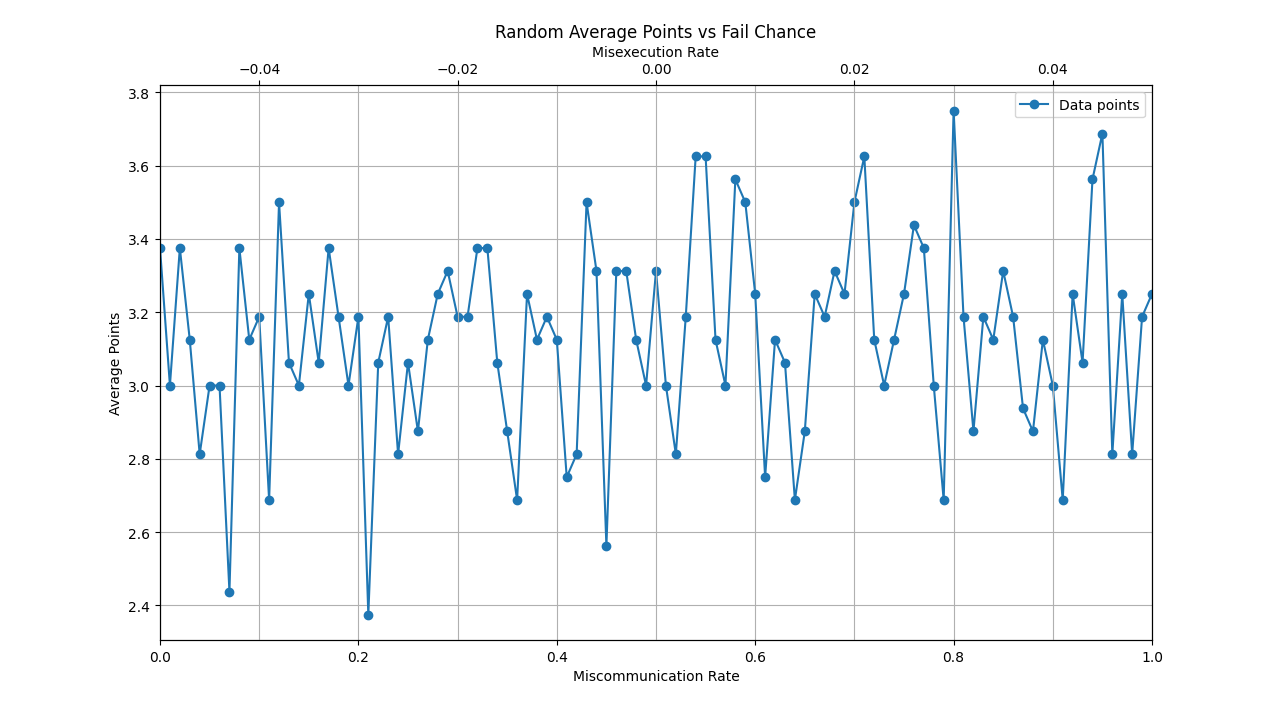 Random Average Points vs Fail Chance
Misexecution Rate
−0.04 −0.02 0.00 0.02 0.04
Data points
3.8
3.6
3.4
3.2
3.0
2.8
2.6
2.4
Average Points
0.0 0.2 0.4 0.6 0.8 1.0
Miscommunication Rate